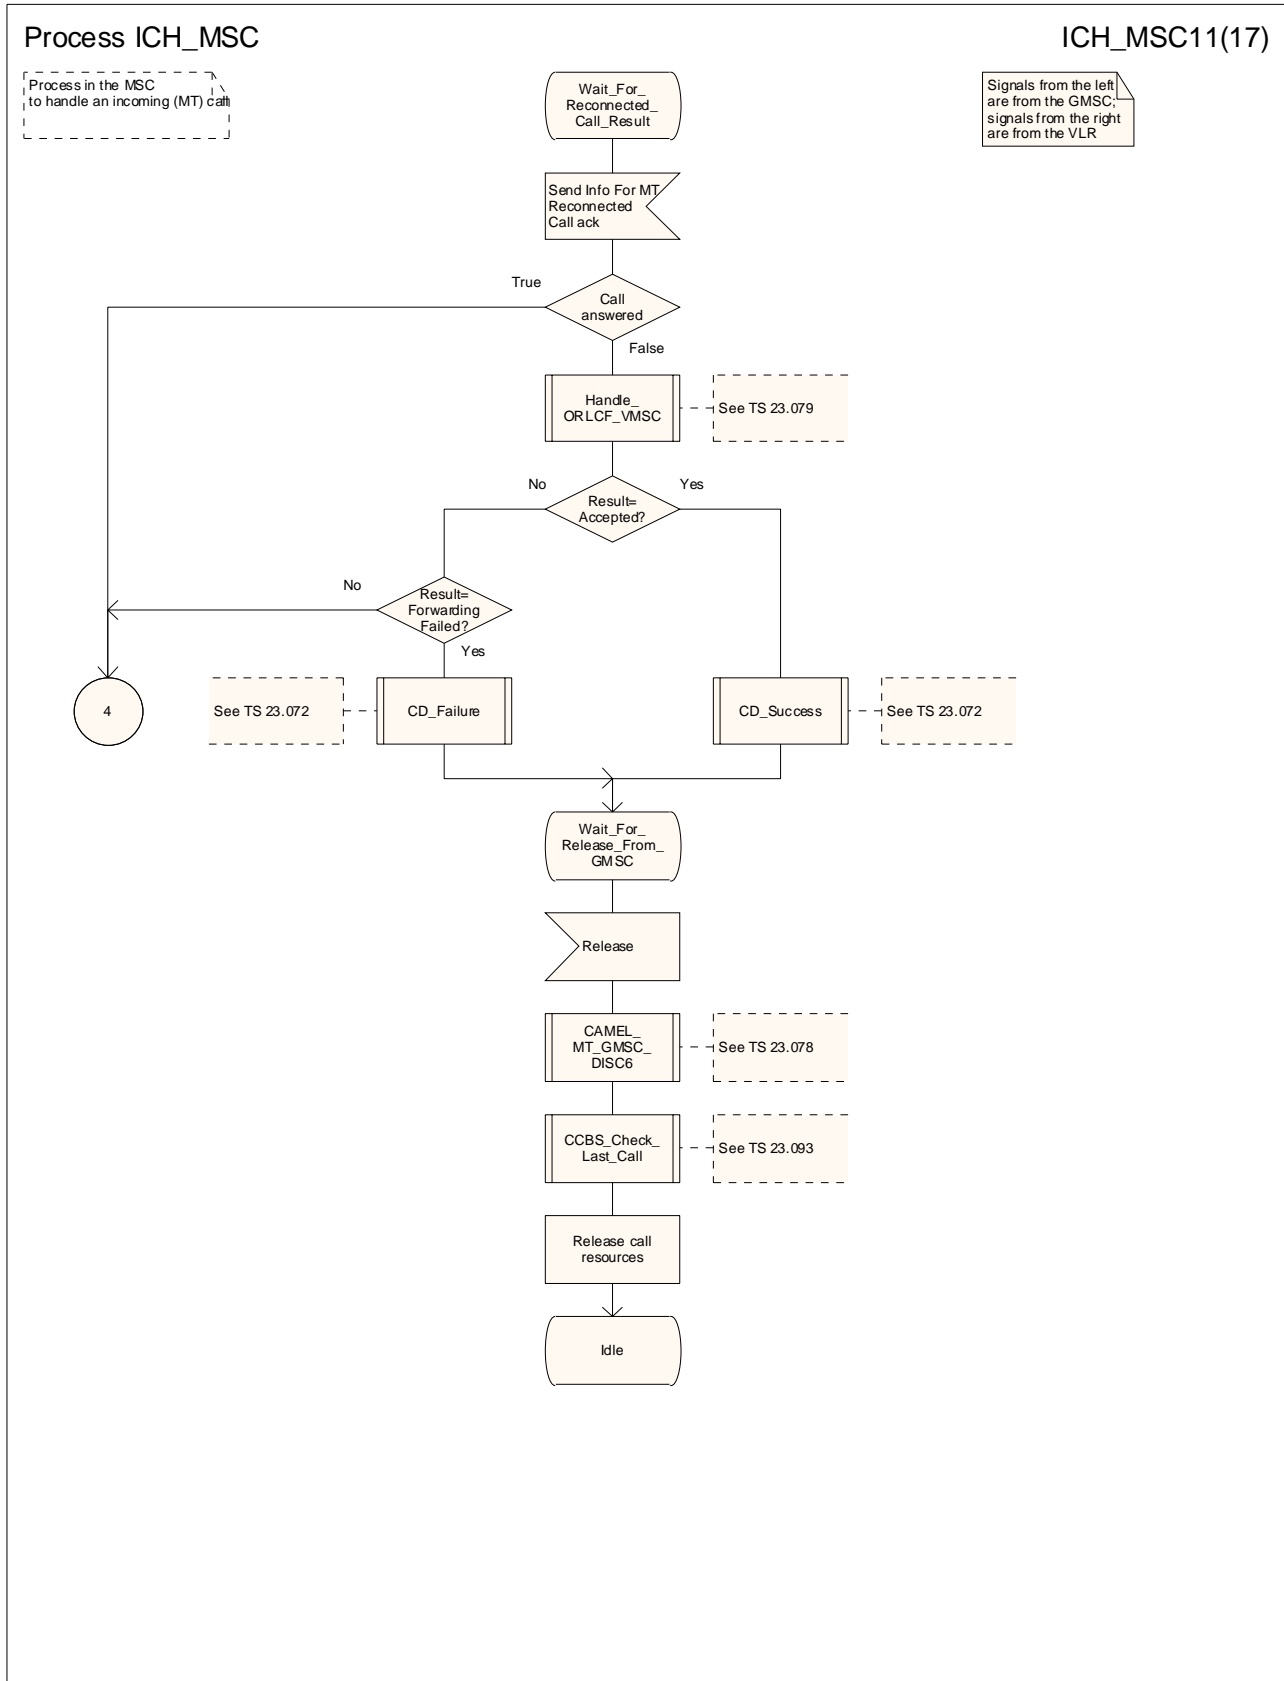 Process ICH_MSC
ICH_MSC11(17)
Process in the MSC
to handle an incoming (MT) call
Signals from the left
are from the GMSC;
signals from the right
are from the VLR
Wait_For_
Reconnected_
Call_Result
Send Info For MT
Reconnected
Call ack
True
Call
answered
False
Handle_
ORLCF_VMSC
See TS 23.079
No
Yes
Result=
Accepted?
No
Result=
Forwarding
Failed?
Yes
4
See TS 23.072
CD_Failure
CD_Success
See TS 23.072
Wait_For_
Release_From_
GMSC
Release
CAMEL_
MT_GMSC_
DISC6
See TS 23.078
CCBS_Check_
Last_Call
See TS 23.093
Release call
resources
Idle